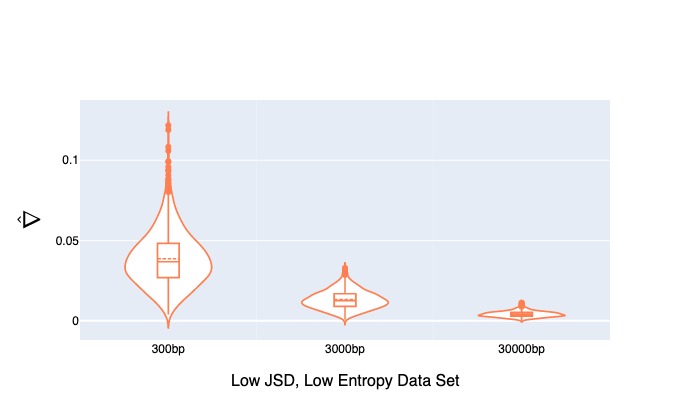 0.1
0.05
0
Δ̂
300bp
3000bp
30000bp
Low JSD, Low Entropy Data Set